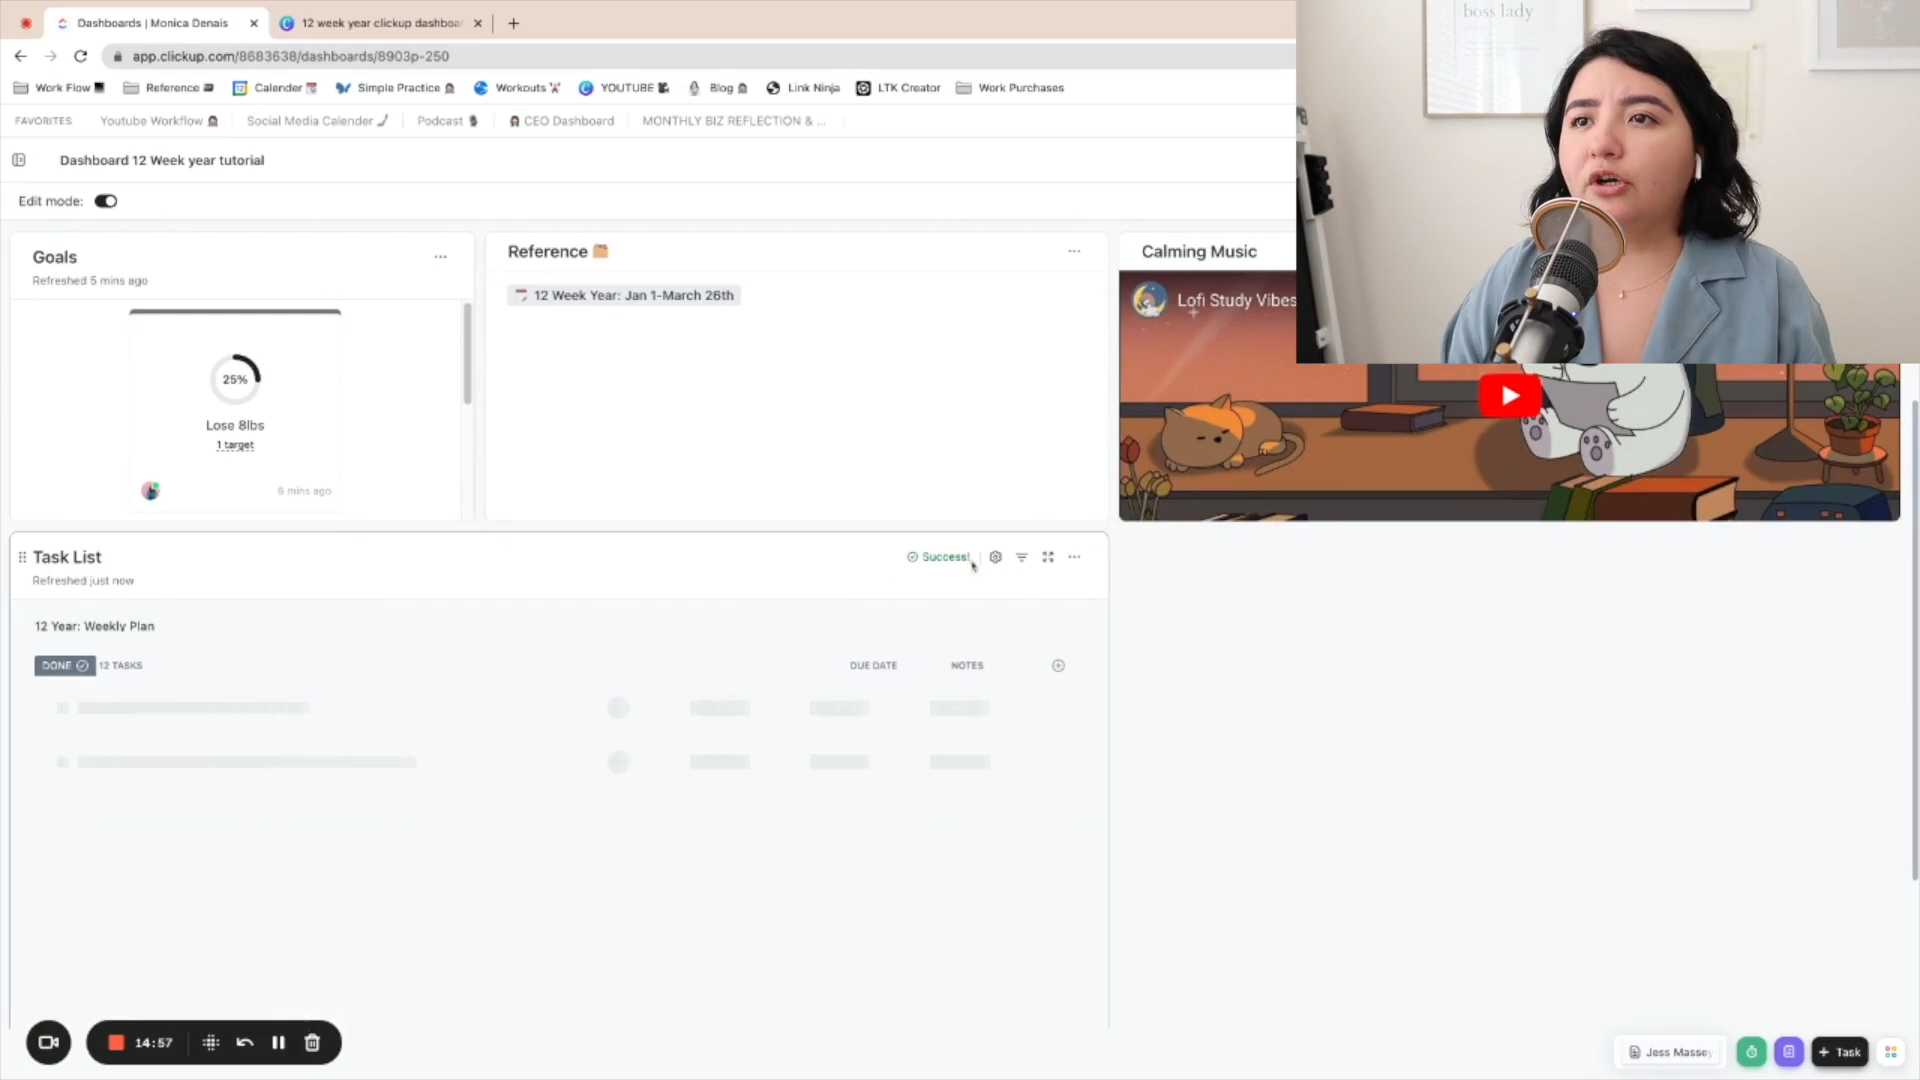 Dashboards | Monica Denais
12 week year clickup dashboar
app.clickup.com/8683638/dashboards/8903p-250
Work Flow
Reference
Calender
Simple Practice
Workouts
YOUTUBE
Blog
Link Ninja
LTK Creator
Work Purchases
FAVORITES
Youtube Workflow
Social Media Calender
Podcast
CEO Dashboard
MONTHLY BIZ REFLECTION & ...
Dashboard 12 Week year tutorial
Edit mode:
Goals
Refreshed 5 mins ago
25%
Lose 8lbs
1 target
6 mins ago
Reference
12 Week Year: Jan 1-March 26th
Calming Music
Lofi Study Vibes
boss lady
Task List
Refreshed just now
Success!
12 Year: Weekly Plan
DONE
12 TASKS
DUE DATE
NOTES
14:57
Jess Massey
+ Task